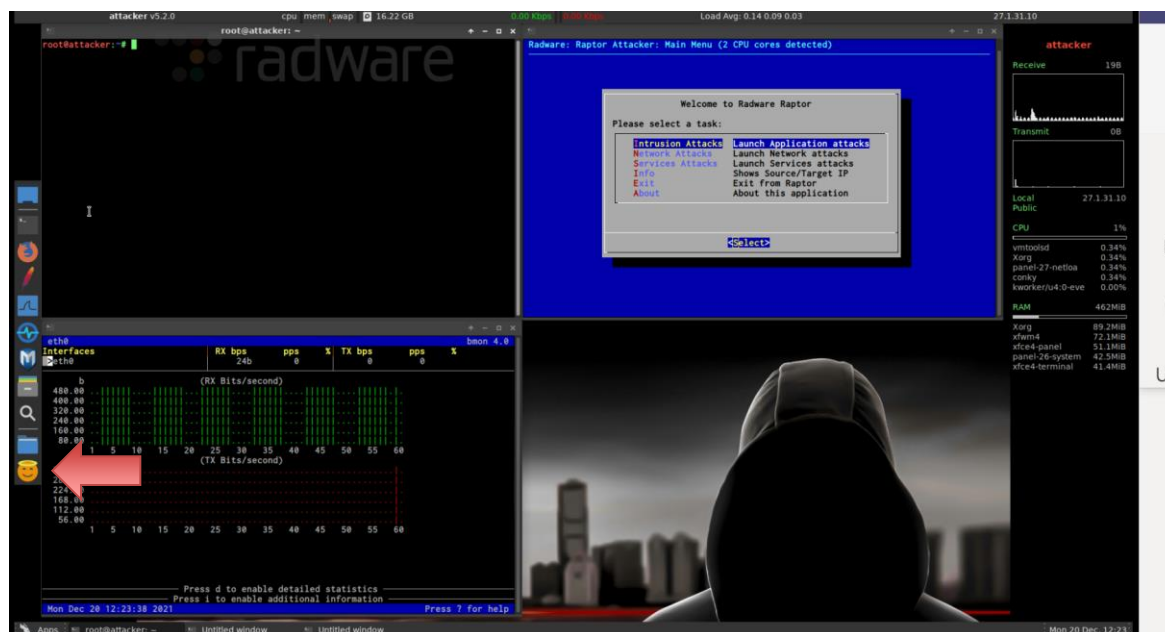 attacker v5.2.0 cpu mem swap 16.22 GB 0.00 Kbps 0.00 Kbps Load Avg: 0.14 0.09 0.03 27.1.31.10
root@attacker: ~
root@attacker:~#
radware
Radware: Raptor Attacker: Main Menu (2 CPU cores detected)
Welcome to Radware Raptor
Please select a task:
Intrusion Attacks Launch Application attacks
Network Attacks Launch Network attacks
Services Attacks Launch Services attacks
Info Shows Source/Target IP
Exit Exit from Raptor
About About this application
<Select>
attacker
Receive 19B
Transmit 0B
Local 27.1.31.10
Public
CPU 1%
vmtoolsd 0.34%
Xorg 0.34%
panel-27-netloa 0.34%
conky 0.34%
kworker/u4:0-eve 0.00%
RAM 462MiB
Xorg 89.2MiB
xfwm4 72.1MiB
xfce4-panel 51.1MiB
panel-26-system 42.5MiB
xfce4-terminal 41.4MiB
eth0 bmon 4.0
Interfaces RX bps pps % TX bps pps %
>eth0 24b 0 0 0
b (RX Bits/second)
480.00
400.00
320.00
240.00
160.00
80.00
1 5 10 15 20 25 30 35 40 45 50 55 60
(TX Bits/second)
168.00
112.00
56.00
1 5 10 15 20 25 30 35 40 45 50 55 60
Press d to enable detailed statistics
Press i to enable additional information
Mon Dec 20 12:23:38 2021 Press ? for help
Apps root@attacker: ~ Untitled window Untitled window Mon 20 Dec, 12:23